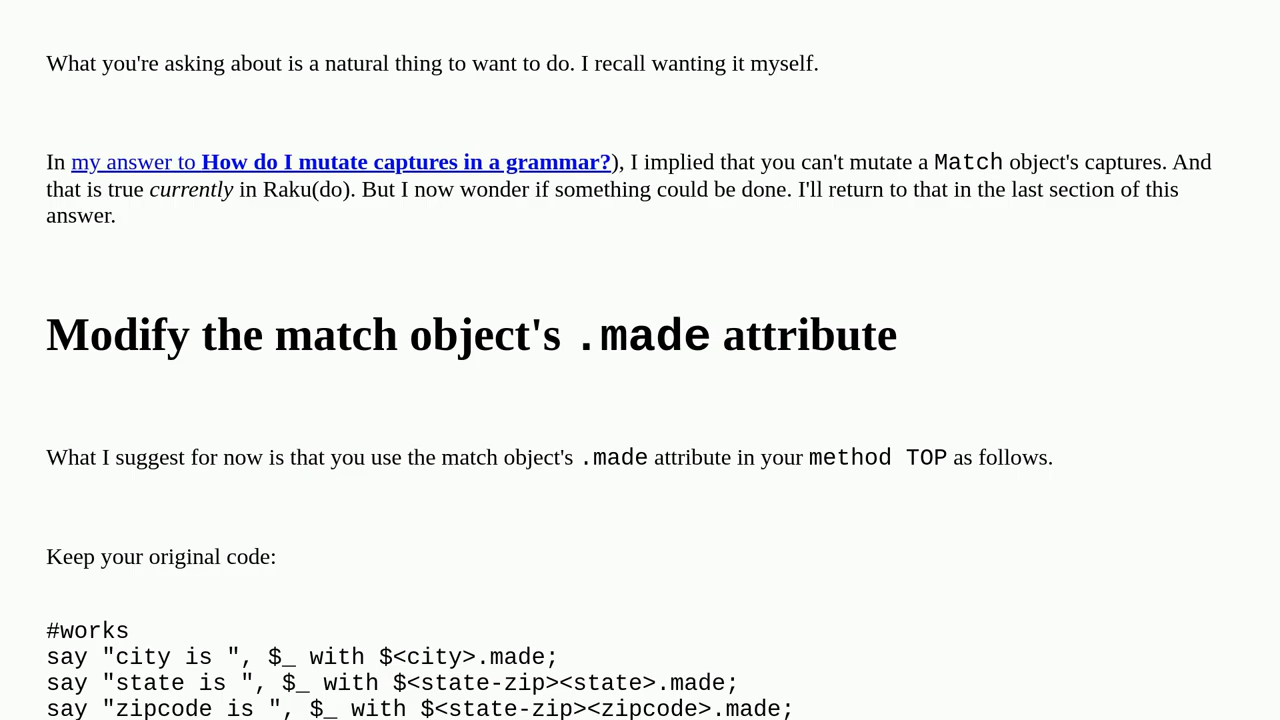 What you're asking about is a natural thing to want to do. I recall wanting it myself.
In my answer to How do I mutate captures in a grammar?), I implied that you can't mutate a Match object's captures. And
that is true currently in Raku(do). But I now wonder if something could be done. I'll return to that in the last section of this
answer.
Modify the match object's .made attribute
What I suggest for now is that you use the match object's .made attribute in your method TOP as follows.
Keep your original code:
#works
say "city is ", $_ with $<city>.made;
say "state is ", $_ with $<state-zip><state>.made;
say "zipcode is ", $_ with $<state-zip><zipcode>.made;